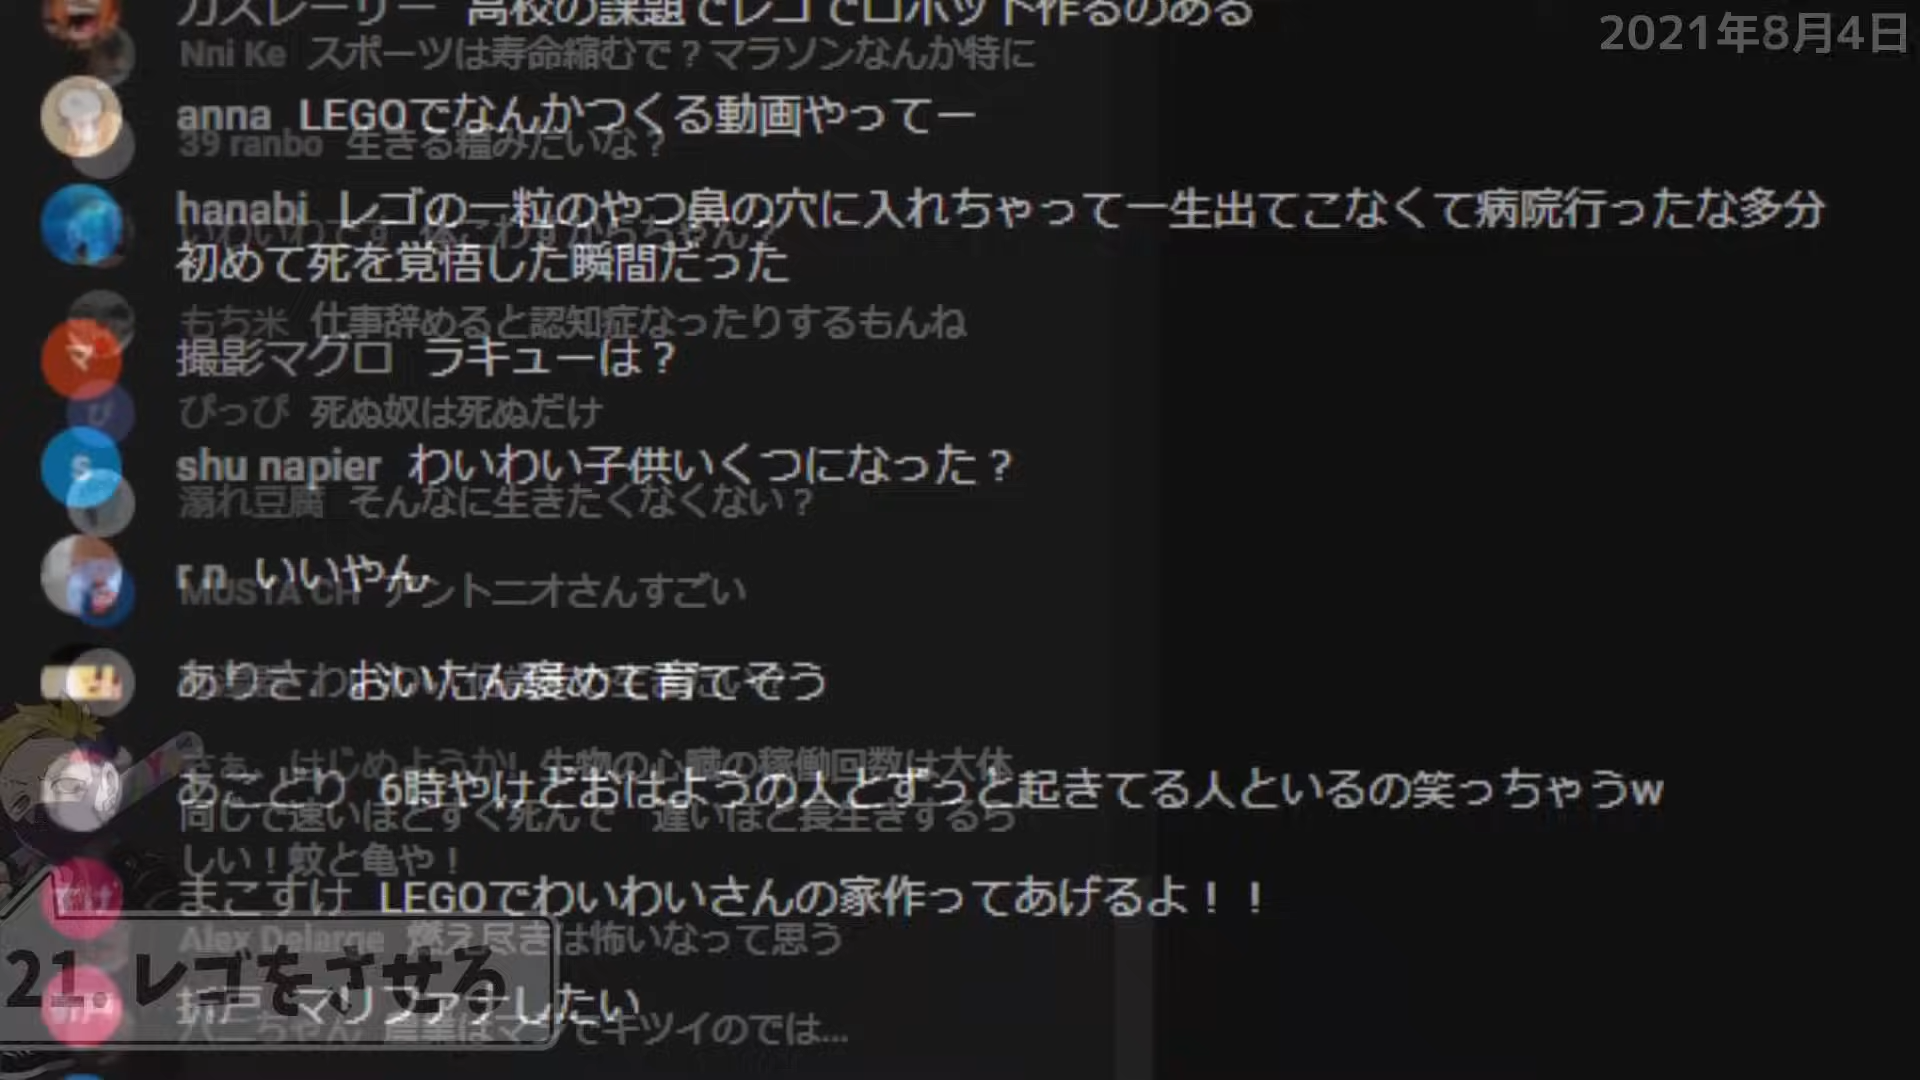 ガスレーリー 高校の課題でレゴでロボット作るのある
2021年8月4日
Nni Ke スポーツは寿命縮むで？マラソンなんか特に
anna LEGOでなんかつくる動画やってー
39 ranbo 生きる糧みたいな？
hanabi レゴの一粒のやつ鼻の穴に入れちゃって一生出てこなくて病院行ったな多分
初めて死を覚悟した瞬間だった
もち米 仕事辞めると認知症なったりするもんね
撮影マクロ ラキューは？
ぴっぴ 死ぬ奴は死ぬだけ
shu napier わいわい子供いくつになった？
溺れ豆腐 そんなに生きたくなくない？
r n いいやん
MUSTA CH アントニオさんすごい
ありさ. おいたん褒めて育てそう
さぁ、はじめようか! 生物の心臓の稼働回数は大体
あこどり 6時やけどおはようの人とずっと起きてる人といるの笑っちゃうw
同じで速いほどすぐ死んで 遅いほど長生きするら
しい！蚊と亀や！
まこすけ LEGOでわいわいさんの家作ってあげるよ！！
Alex Delarge 燃え尽きは怖いなって思う
21. レゴをさせる
折戸 マリファナしたい
キツイのでは...